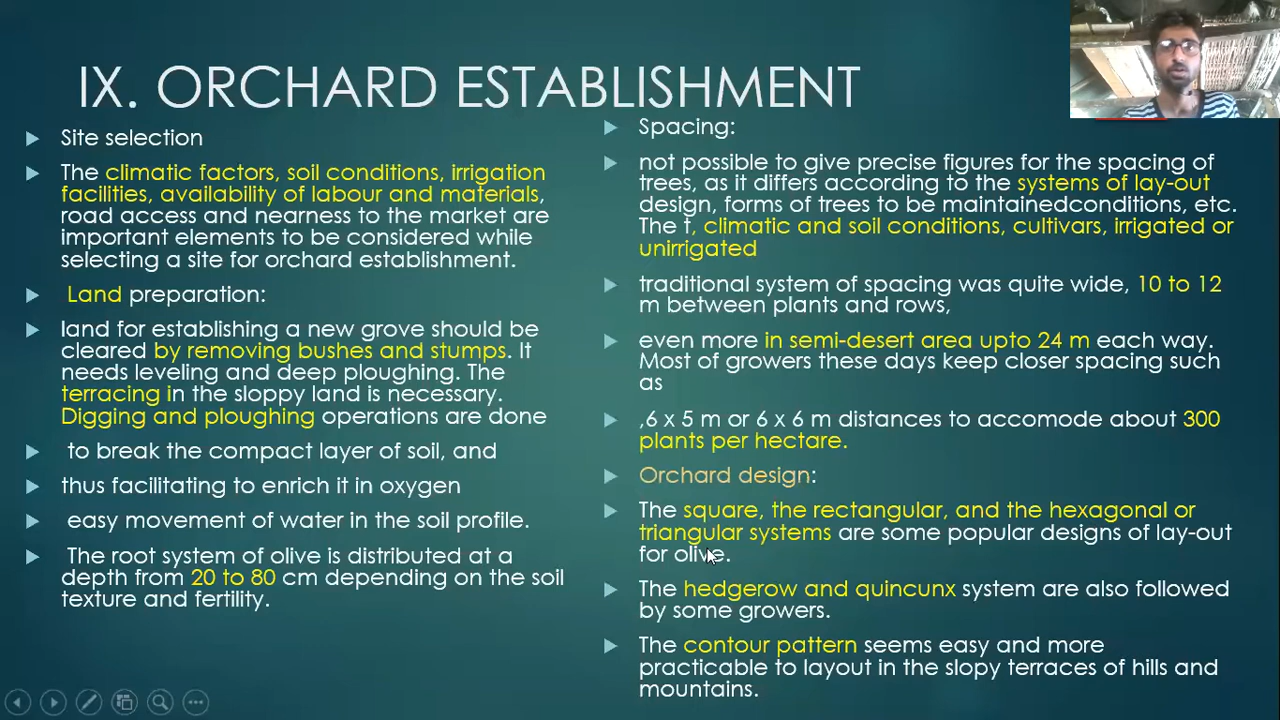 IX. ORCHARD ESTABLISHMENT
Site selection
The climatic factors, soil conditions, irrigation
facilities, availability of labour and materials,
road access and nearness to the market are
important elements to be considered while
selecting a site for orchard establishment.
Land preparation:
land for establishing a new grove should be
cleared by removing bushes and stumps. It
needs leveling and deep ploughing. The
terracing in the sloppy land is necessary.
Digging and ploughing operations are done
to break the compact layer of soil, and
thus facilitating to enrich it in oxygen
easy movement of water in the soil profile.
The root system of olive is distributed at a
depth from 20 to 80 cm depending on the soil
texture and fertility.
Spacing:
not possible to give precise figures for the spacing of
trees, as it differs according to the systems of lay-out
design, forms of trees to be maintainedconditions, etc.
The t, climatic and soil conditions, cultivars, irrigated or
unirrigated
traditional system of spacing was quite wide, 10 to 12
m between plants and rows,
even more in semi-desert area upto 24 m each way.
Most of growers these days keep closer spacing such
as
,6 x 5 m or 6 x 6 m distances to accomode about 300
plants per hectare.
Orchard design:
The square, the rectangular, and the hexagonal or
triangular systems are some popular designs of lay-out
for olive.
The hedgerow and quincunx system are also followed
by some growers.
The contour pattern seems easy and more
practicable to layout in the slopy terraces of hills and
mountains.